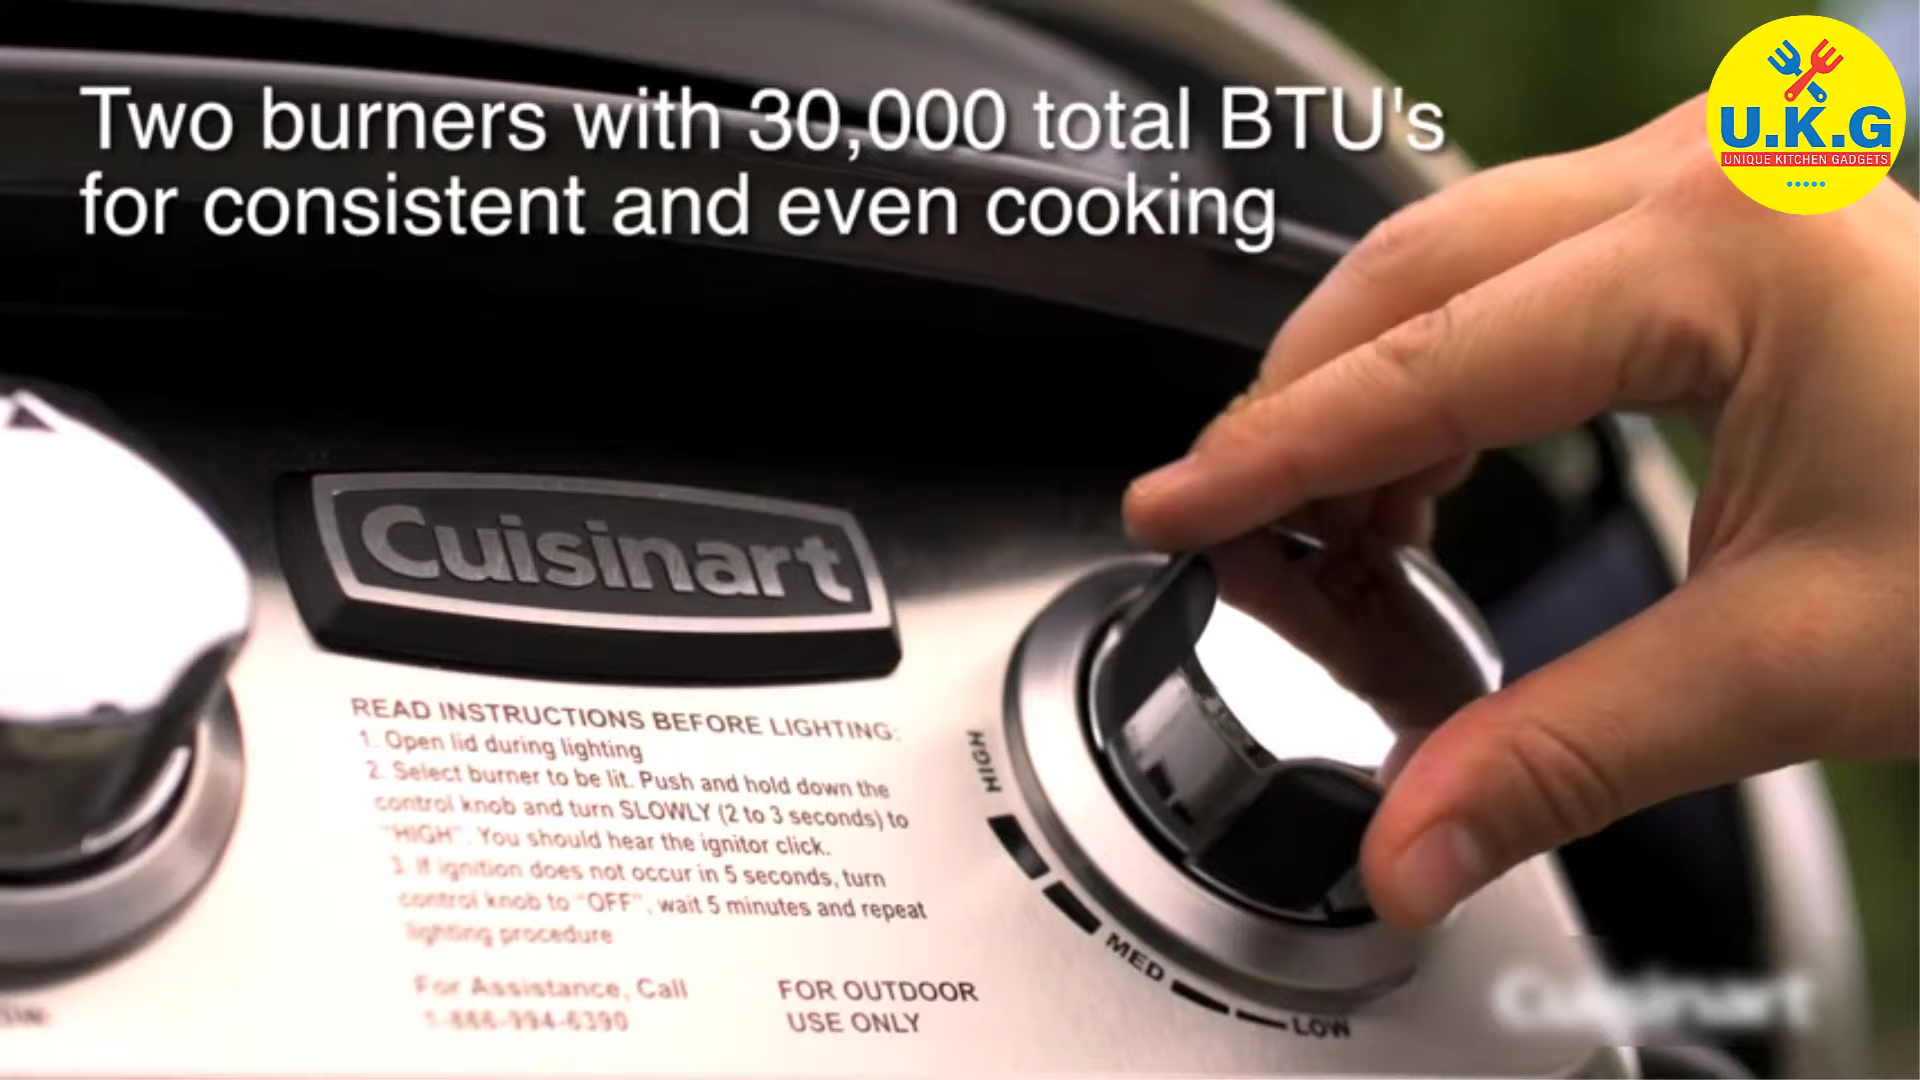 Two burners with 30,000 total BTU's
for consistent and even cooking
U.K.G
UNIQUE KITCHEN GADGETS
Cuisinart
READ INSTRUCTIONS BEFORE LIGHTING:
1. Open lid during lighting
2. Select burner to be lit. Push and hold down the
control knob and turn SLOWLY (2 to 3 seconds) to
"HIGH". You should hear the ignitor click.
3. If ignition does not occur in 5 seconds, turn
control knob to "OFF", wait 5 minutes and repeat
lighting procedure
For Assistance, Call
1-866-994-6390
FOR OUTDOOR
USE ONLY
HIGH
MED
LOW
Cuisinart